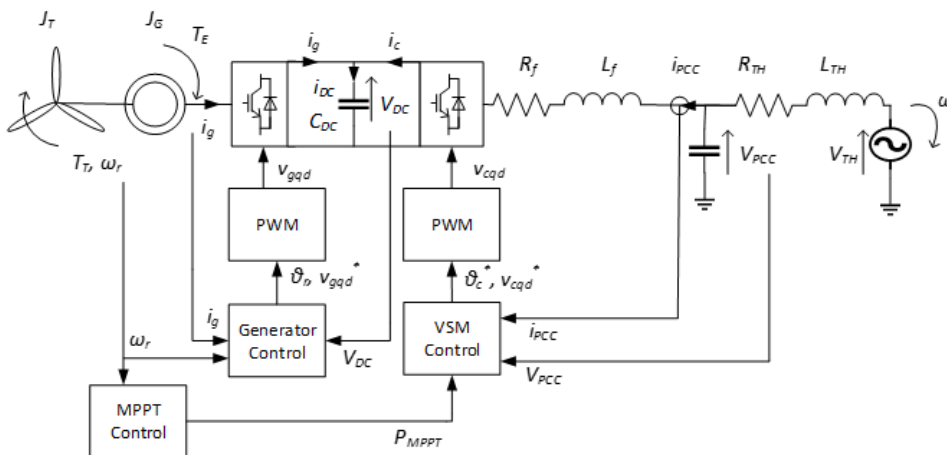 J_T
J_G
T_E
i_g
i_c
R_f
L_f
i_PCC
R_TH
L_TH
i_DC
C_DC
V_DC
i_g
T_T, ω_r
V_PCC
V_TH
ω
v_gqd
v_cqd
PWM
PWM
ϑ_r, v_gqd*
ϑ_c*, v_cqd*
i_g
Generator
Control
VSM
Control
i_PCC
ω_r
V_DC
V_PCC
MPPT
Control
P_MPPT